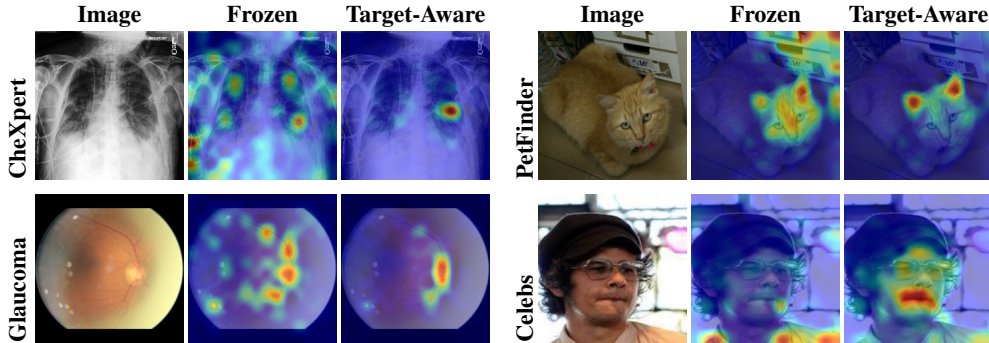 Image Frozen Target-Aware Image Frozen Target-Aware
CheXpert
PetFinder
Glaucoma
Celebs